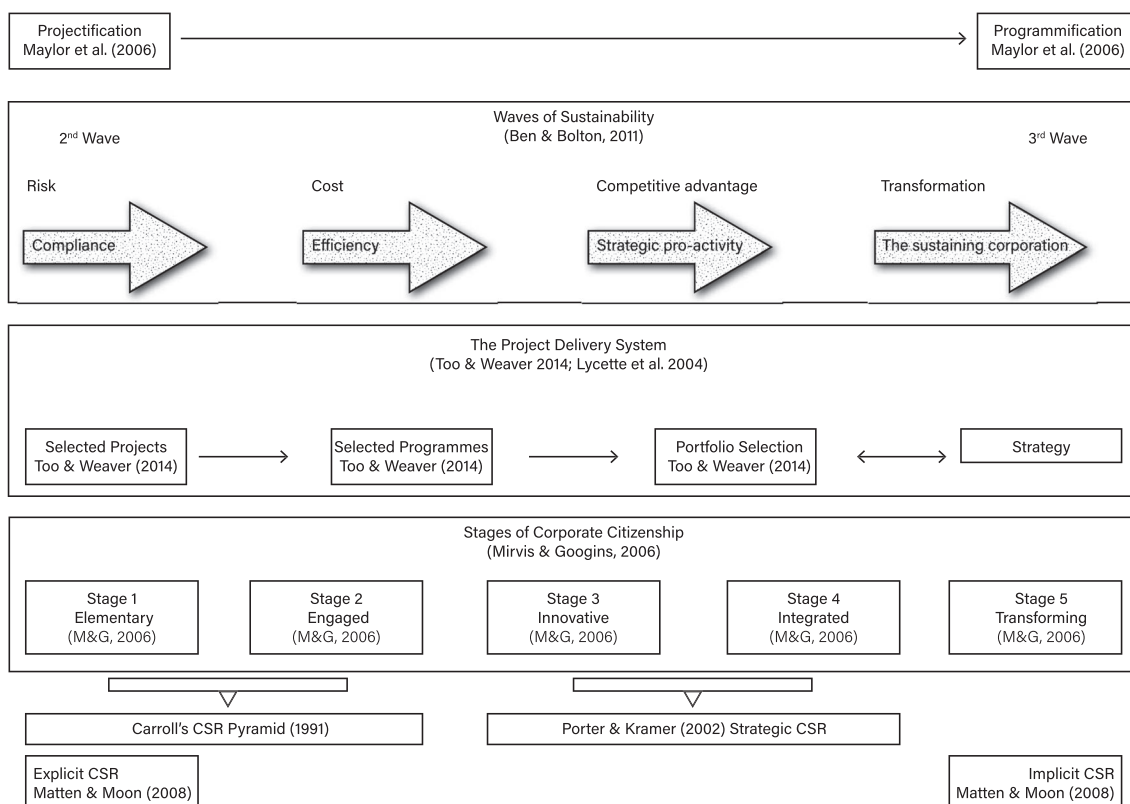 Projectification
Maylor et al. (2006)
Programmification
Maylor et al. (2006)
Waves of Sustainability
(Ben & Bolton, 2011)
2nd Wave
3rd Wave
Risk
Cost
Competitive advantage
Transformation
Compliance
Efficiency
Strategic pro-activity
The sustaining corporation
The Project Delivery System
(Too & Weaver 2014; Lycette et al. 2004)
Selected Projects
Too & Weaver (2014)
Selected Programmes
Too & Weaver (2014)
Portfolio Selection
Too & Weaver (2014)
Strategy
Stages of Corporate Citizenship
(Mirvis & Googins, 2006)
Stage 1
Elementary
(M&G, 2006)
Stage 2
Engaged
(M&G, 2006)
Stage 3
Innovative
(M&G, 2006)
Stage 4
Integrated
(M&G, 2006)
Stage 5
Transforming
(M&G, 2006)
Carroll's CSR Pyramid (1991)
Porter & Kramer (2002) Strategic CSR
Explicit CSR
Matten & Moon (2008)
Implicit CSR
Matten & Moon (2008)